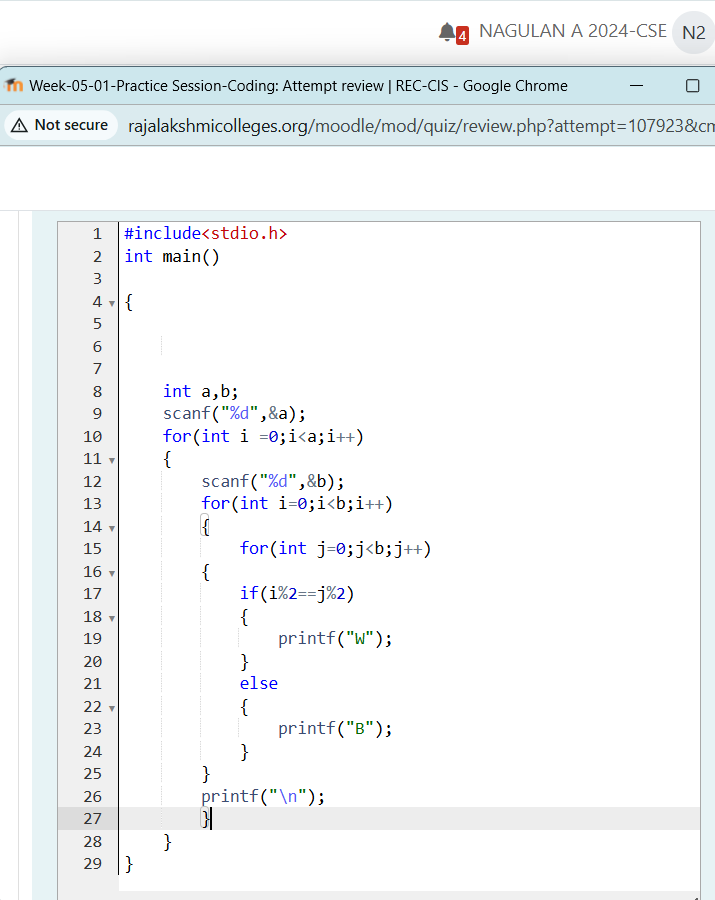 4 NAGULAN A 2024-CSE N2
Week-05-01-Practice Session-Coding: Attempt review | REC-CIS - Google Chrome
Not secure rajalakshmicolleges.org/moodle/mod/quiz/review.php?attempt=107923&cm
1 #include<stdio.h>
2 int main()
3
4 {
5
6
7
8 int a,b;
9 scanf("%d",&a);
10 for(int i =0;i<a;i++)
11 {
12 scanf("%d",&b);
13 for(int i=0;i<b;i++)
14 {
15 for(int j=0;j<b;j++)
16 {
17 if(i%2==j%2)
18 {
19 printf("W");
20 }
21 else
22 {
23 printf("B");
24 }
25 }
26 printf("\n");
27 }
28 }
29 }